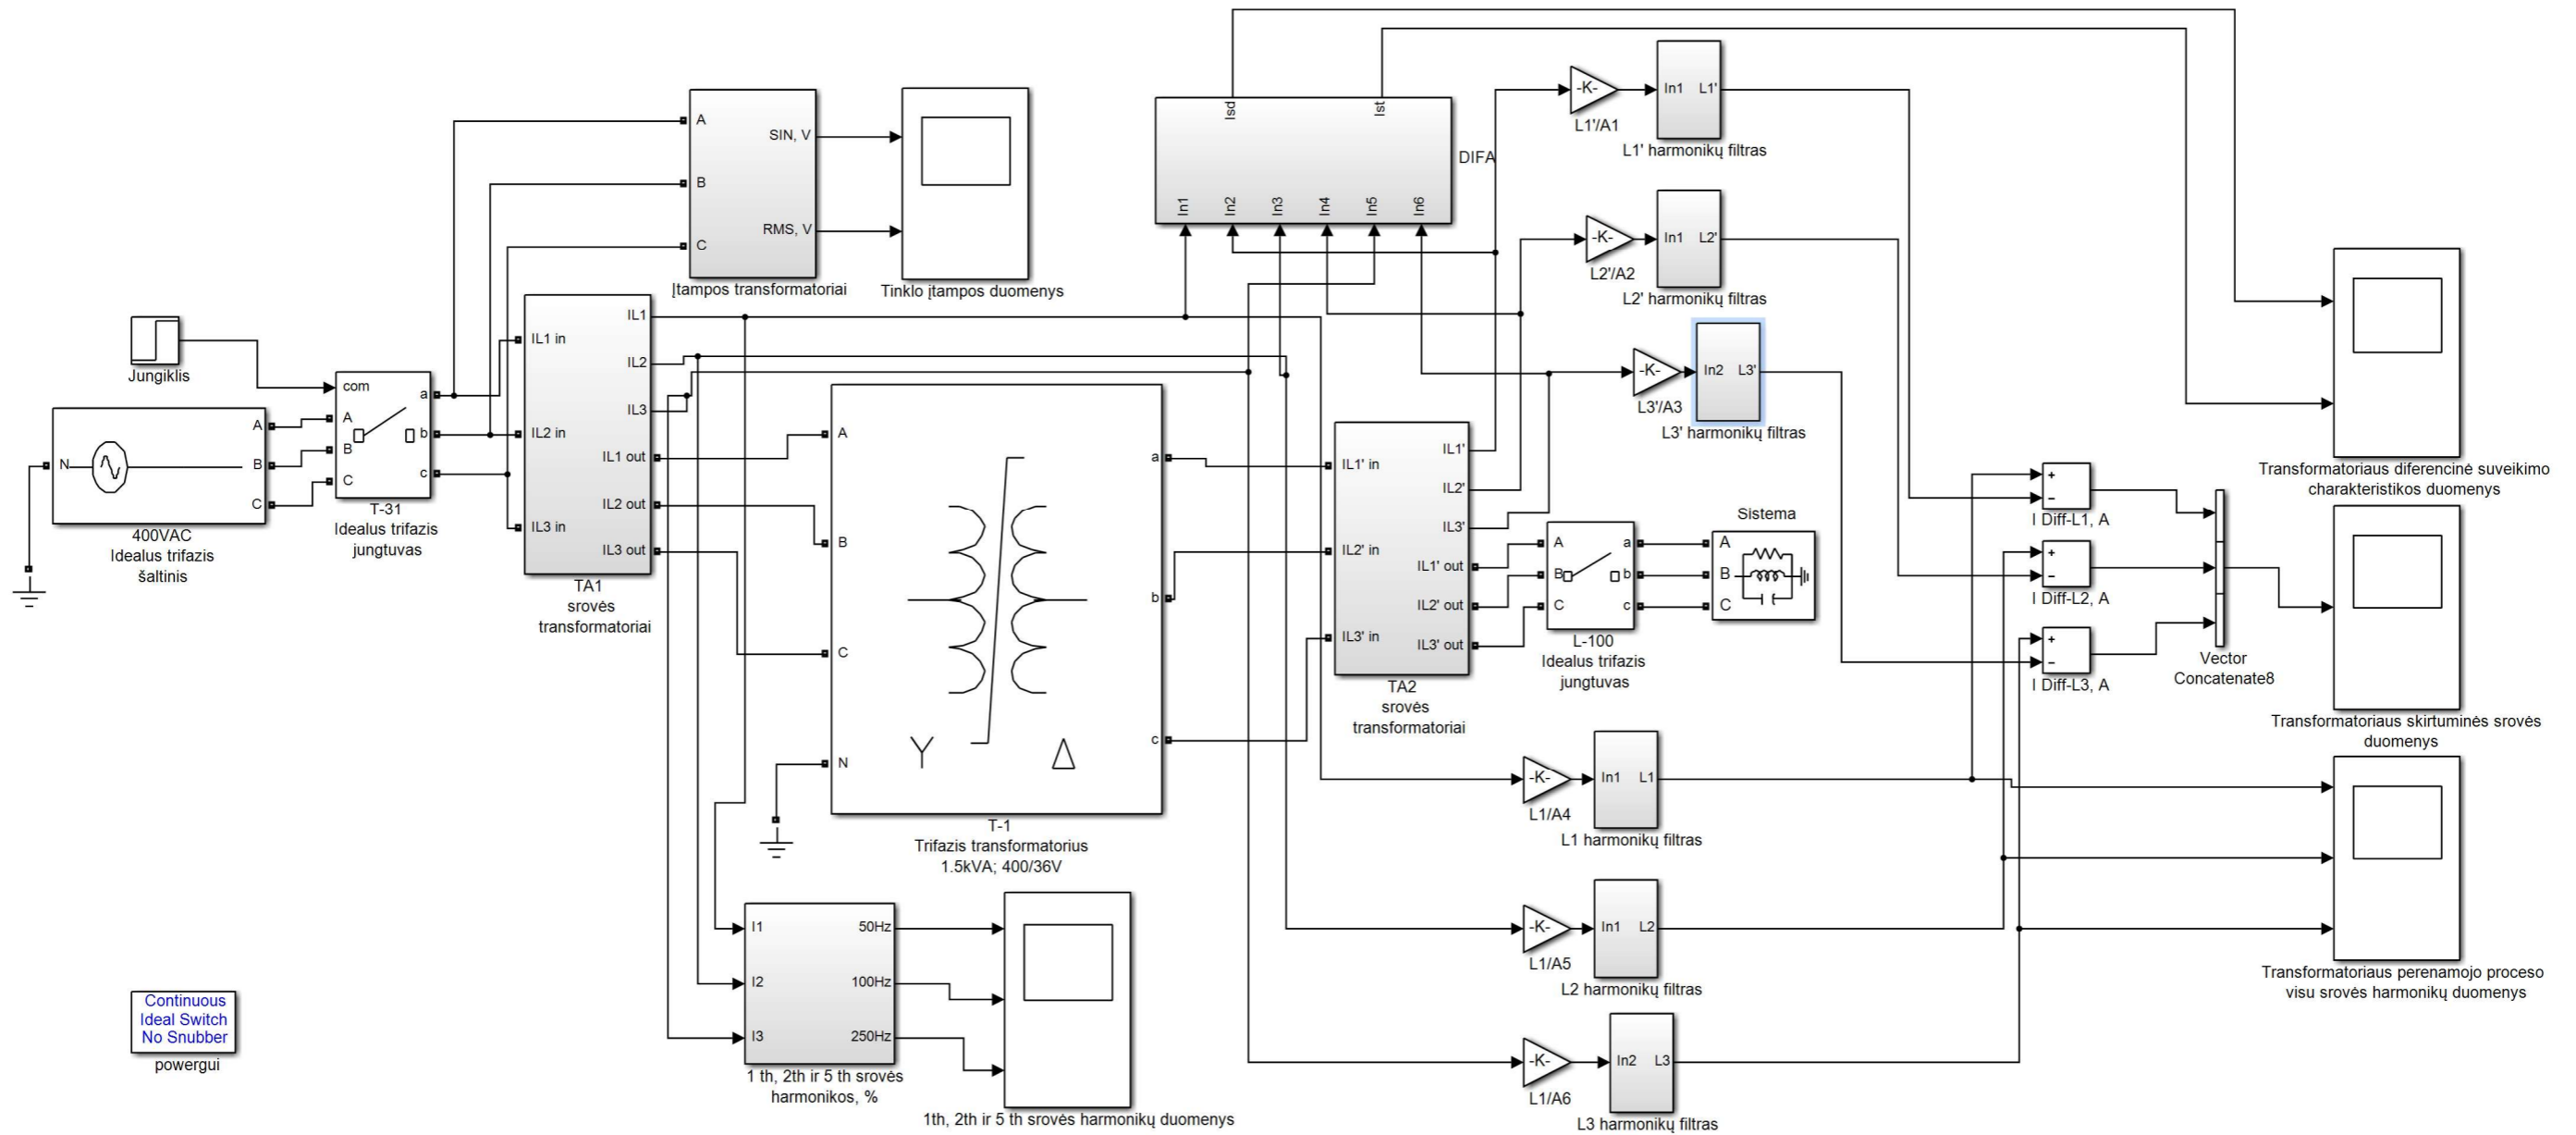 Isd
Ist
In1
In2
In3
In4
In5
In6
DIFA
-K-
L1'/A1
In1 L1'
L1' harmonikų filtras
-K-
L2'/A2
In1 L2'
L2' harmonikų filtras
-K-
L3'/A3
In2 L3'
L3' harmonikų filtras
A
B
C
SIN, V
RMS, V
Įtampos transformatoriai
Tinklo įtampos duomenys
Jungiklis
N
A
B
C
400VAC
Idealus trifazis
šaltinis
com
A
B
C
a
b
c
T-31
Idealus trifazis
jungtuvas
IL1 in
IL2 in
IL3 in
IL1
IL2
IL3
IL1 out
IL2 out
IL3 out
TA1
srovės
transformatoriai
A
B
C
N
a
b
c
Y
Δ
T-1
Trifazis transformatorius
1.5kVA; 400/36V
IL1' in
IL2' in
IL3' in
IL1'
IL2'
IL3'
IL1' out
IL2' out
IL3' out
TA2
srovės
transformatoriai
A
B
C
a
b
c
L-100
Idealus trifazis
jungtuvas
Sistema
A
B
C
Transformatoriaus diferencinė suveikimo
charakteristikos duomenys
+
−
I Diff-L1, A
+
−
I Diff-L2, A
+
−
I Diff-L3, A
Vector
Concatenate8
Transformatoriaus skirtuminės srovės
duomenys
-K-
L1/A4
In1 L1
L1 harmonikų filtras
-K-
L1/A5
In1 L2
L2 harmonikų filtras
-K-
L1/A6
In2 L3
L3 harmonikų filtras
Transformatoriaus perenamojo proceso
visu srovės harmonikų duomenys
I1
I2
I3
50Hz
100Hz
250Hz
1 th, 2th ir 5 th srovės
harmonikos, %
1th, 2th ir 5 th srovės harmonikų duomenys
Continuous
Ideal Switch
No Snubber
powergui